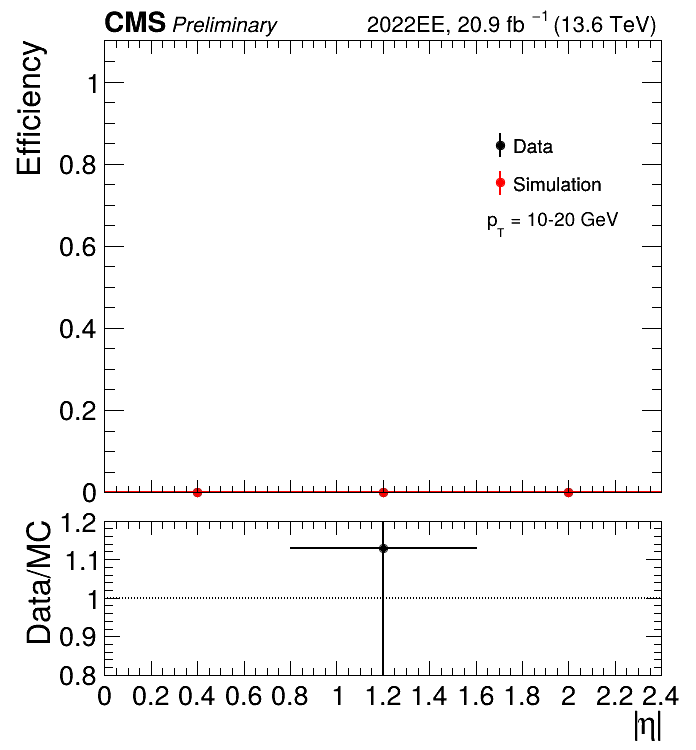 CMS Preliminary 2022EE, 20.9 fb⁻¹ (13.6 TeV)
Efficiency
1
0.8
0.6
0.4
0.2
0
Data
Simulation
p_T = 10-20 GeV
Data/MC
1.2
1.1
1
0.9
0.8
0 0.2 0.4 0.6 0.8 1 1.2 1.4 1.6 1.8 2 2.2 2.4
|η|